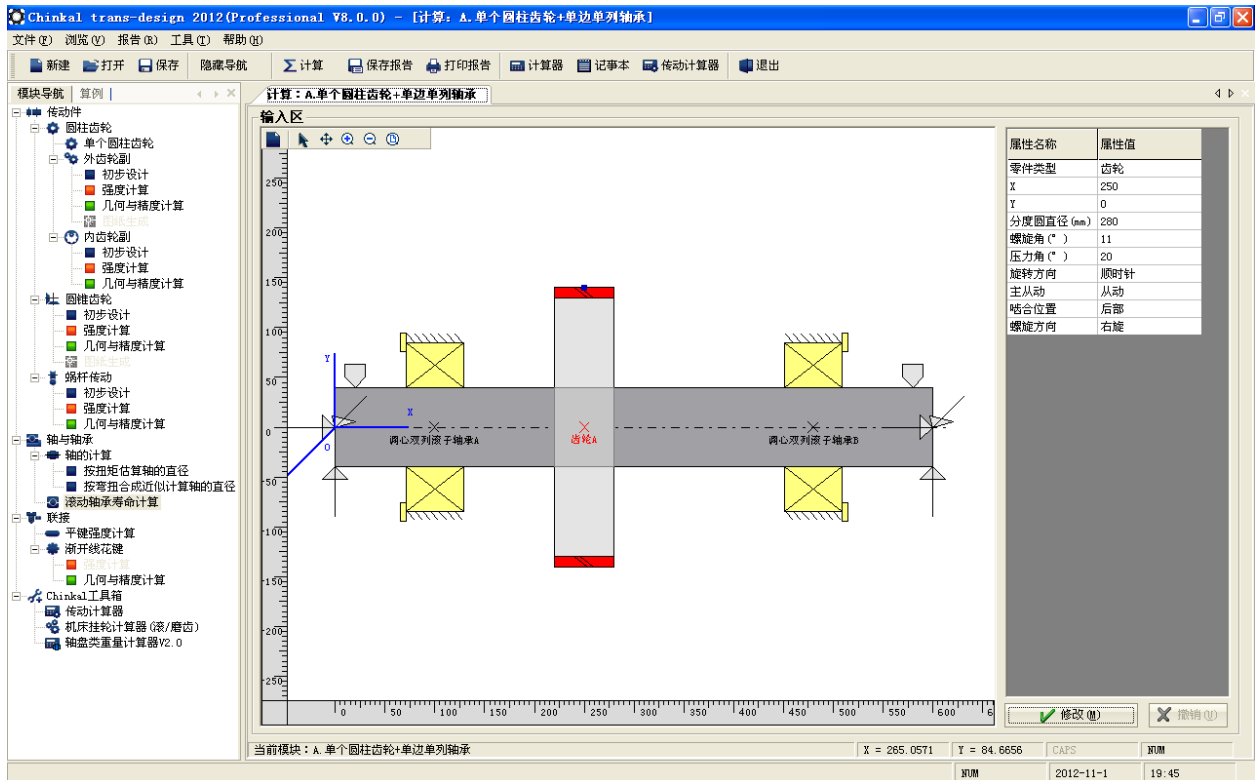 Chinkal trans-design 2012(Professional V8.0.0) - [计算: A.单个圆柱齿轮+单边单列轴承]
文件(F) 浏览(V) 报告(R) 工具(T) 帮助(H)
新建 打开 保存 隐藏导航 计算 保存报告 打印报告 计算器 记事本 传动计算器 退出
模块导航 算例
传动件
圆柱齿轮
单个圆柱齿轮
外齿轮副
初步设计
强度计算
几何与精度计算
图纸生成
内齿轮副
初步设计
强度计算
几何与精度计算
圆锥齿轮
初步设计
强度计算
几何与精度计算
图纸生成
蜗杆传动
初步设计
强度计算
几何与精度计算
轴与轴承
轴的计算
按扭矩估算轴的直径
按弯扭合成近似计算轴的直径
滚动轴承寿命计算
联接
平键强度计算
渐开线花键
强度计算
几何与精度计算
Chinkal工具箱
传动计算器
机床挂轮计算器(滚/磨齿)
轴盘类重量计算器V2.0
计算:A.单个圆柱齿轮+单边单列轴承
输入区
250
200
150
100
50
0
-50
-100
-150
-200
-250
Y
X
O
调心双列滚子轴承A
齿轮A
调心双列滚子轴承B
0 50 100 150 200 250 300 350 400 450 500 550 600 6
属性名称 属性值
零件类型 齿轮
X 250
Y 0
分度圆直径(mm) 280
螺旋角(°) 11
压力角(°) 20
旋转方向 顺时针
主从动 从动
啮合位置 后部
螺旋方向 右旋
修改(M) 撤销(U)
当前模块:A.单个圆柱齿轮+单边单列轴承 X = 265.0571 Y = 84.6656 CAPS NUM
NUM 2012-11-1 19:45